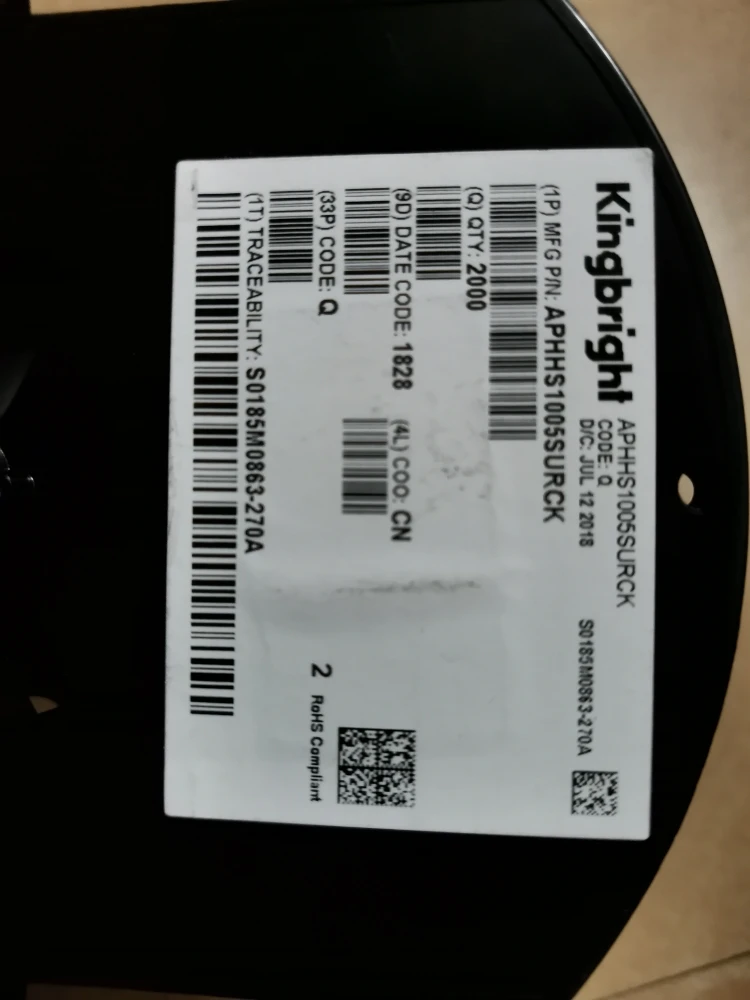 Kingbright
APHHS1005SURCK
CODE: Q
D/C: JUL 12 2018
S0185M0863-270A
(1P) MFG P/N: APHHS1005SURCK
(Q) QTY: 2000
(9D) DATE CODE: 1828 (4L) COO: CN
(33P) CODE: Q
2 RoHS Compliant
(1T) TRACEABILITY: S0185M0863-270A